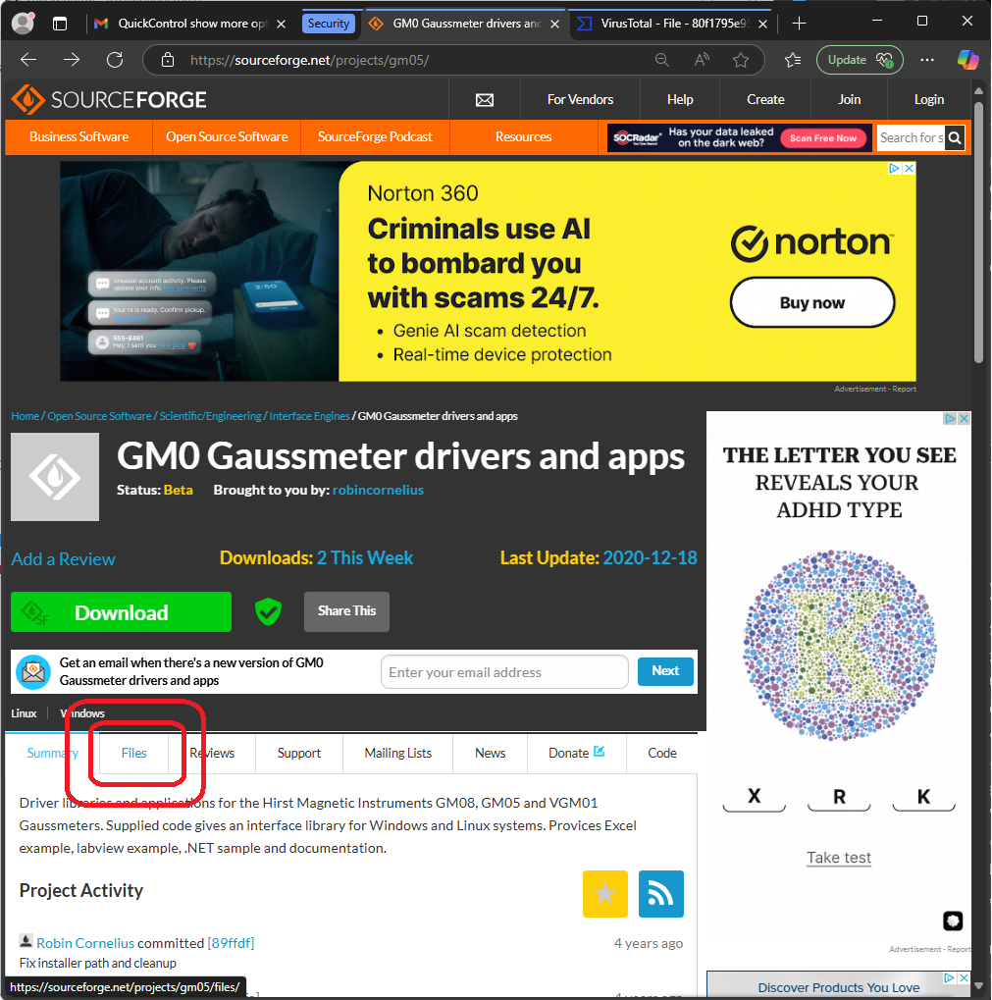 QuickControl show more op
Security
GM0 Gaussmeter drivers and
VirusTotal - File - 80f1795e9
https://sourceforge.net/projects/gm05/
Update
SOURCEFORGE
For Vendors
Help
Create
Join
Login
Business Software
Open Source Software
SourceForge Podcast
Resources
SOCRadar
Has your data leaked
on the dark web?
Scan Free Now
Search for s
Unusual account activity. Please
update your info.
Your rx is ready. Confirm pickup.
555-8401
Hey, I sent you
2:50
Norton 360
Criminals use AI
to bombard you
with scams 24/7.
• Genie AI scam detection
• Real-time device protection
norton
Buy now
Advertisement - Report
Home / Open Source Software / Scientific/Engineering / Interface Engines / GM0 Gaussmeter drivers and apps
GM0 Gaussmeter drivers and apps
Status: Beta Brought to you by: robincornelius
Add a Review
Downloads: 2 This Week
Last Update: 2020-12-18
SF
Download
Share This
Get an email when there's a new version of GM0
Gaussmeter drivers and apps
Enter your email address
Next
Linux
Windows
Summary
Files
Reviews
Support
Mailing Lists
News
Donate
Code
Driver libraries and applications for the Hirst Magnetic Instruments GM08, GM05 and VGM01
Gaussmeters. Supplied code gives an interface library for Windows and Linux systems. Provices Excel
example, labview example, .NET sample and documentation.
Project Activity
Robin Cornelius committed [89ffdf]
4 years ago
Fix installer path and cleanup
4 years ago
https://sourceforge.net/projects/gm05/files/
THE LETTER YOU SEE
REVEALS YOUR
ADHD TYPE
K
X
R
K
Take test
Advertisement - Report
Discover Products You Love